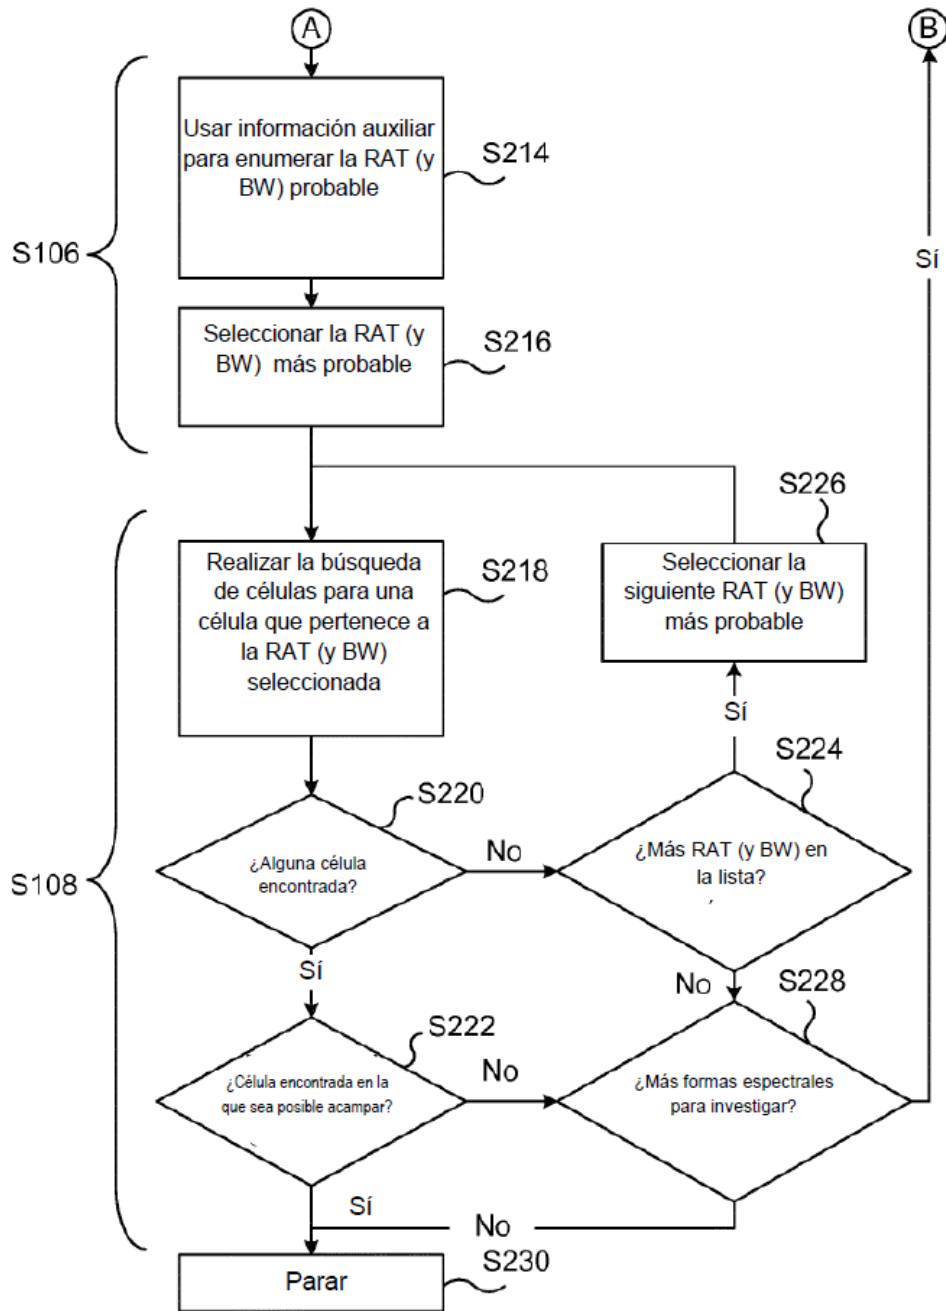 A
B
Usar información auxiliar
para enumerar la RAT (y
BW) probable
S214
S106
Sí
Seleccionar la RAT (y
BW) más probable
S216
S226
Realizar la búsqueda
de células para una
célula que pertenece a
la RAT (y BW)
seleccionada
S218
Seleccionar la
siguiente RAT (y BW)
más probable
Sí
S224
S220
¿Alguna célula
encontrada?
No
¿Más RAT (y BW) en
la lista?
S108
Sí
No
S228
S222
¿Célula encontrada en la
que sea posible acampar?
No
¿Más formas espectrales
para investigar?
Sí
No
S230
Parar